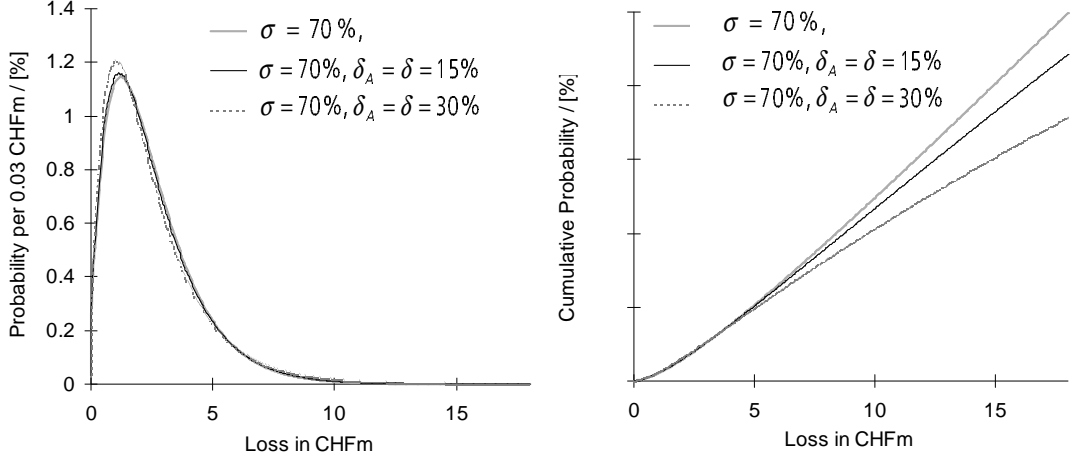 1.4
1.2
1
0.8
0.6
0.4
0.2
0
Probability per 0.03 CHFm / [%]
σ = 70%,
σ = 70%, δ_A = δ = 15%
σ = 70%, δ_A = δ = 30%
0 5 10 15
Loss in CHFm
Cumulative Probability / [%]
σ = 70%,
σ = 70%, δ_A = δ = 15%
σ = 70%, δ_A = δ = 30%
0 5 10 15
Loss in CHFm